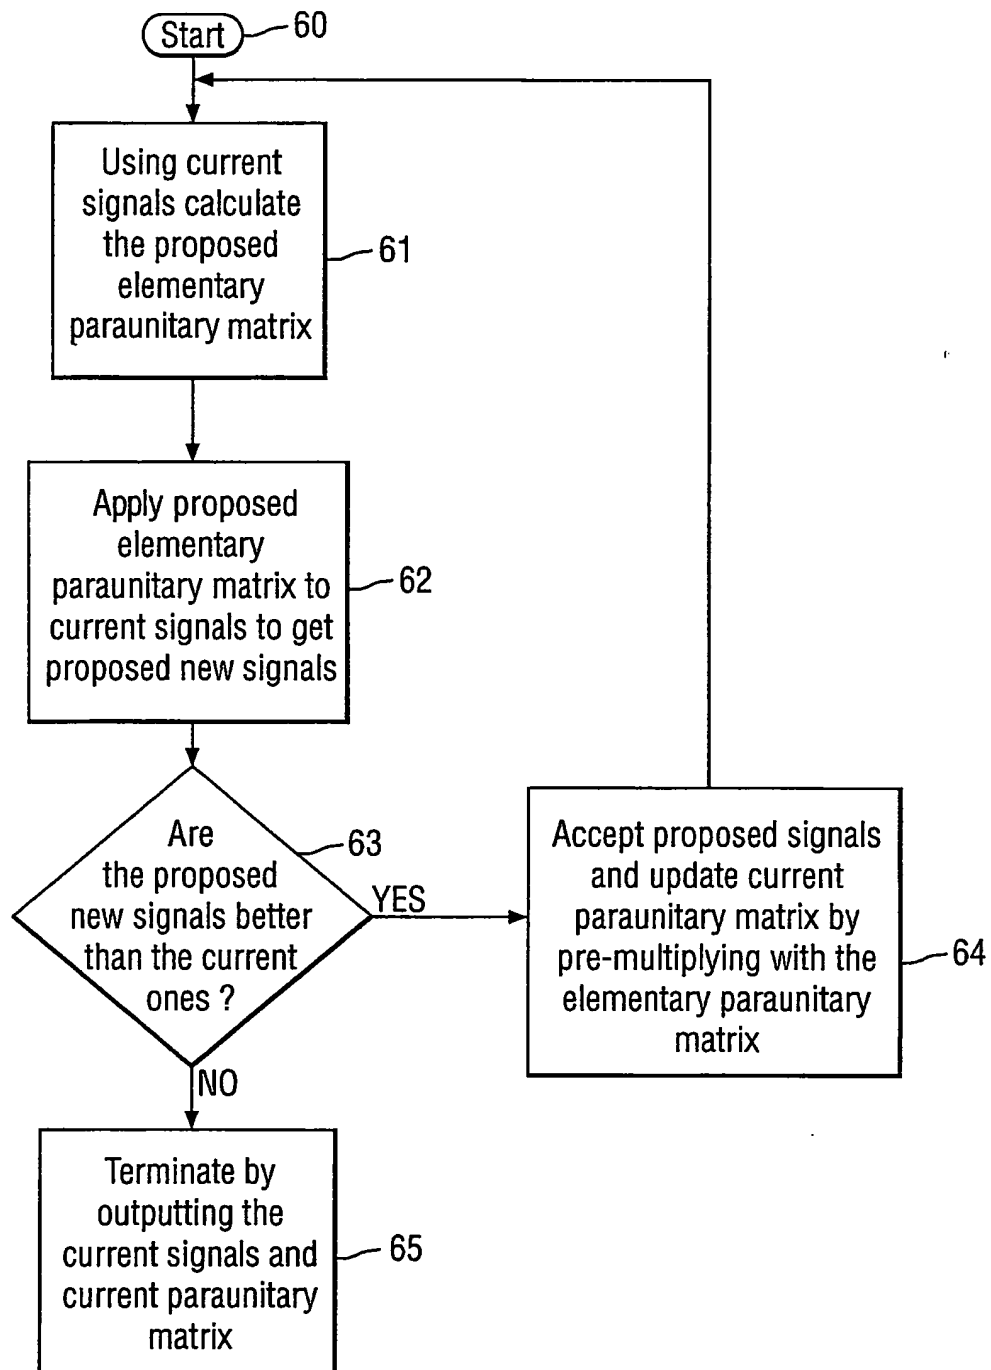 Start
60
Using current
signals calculate
the proposed
elementary
paraunitary matrix
61
Apply proposed
elementary
paraunitary matrix to
current signals to get
proposed new signals
62
Are
the proposed
new signals better
than the current
ones ?
63
YES
Accept proposed signals
and update current
paraunitary matrix by
pre-multiplying with the
elementary paraunitary
matrix
64
NO
Terminate by
outputting the
current signals and
current paraunitary
matrix
65